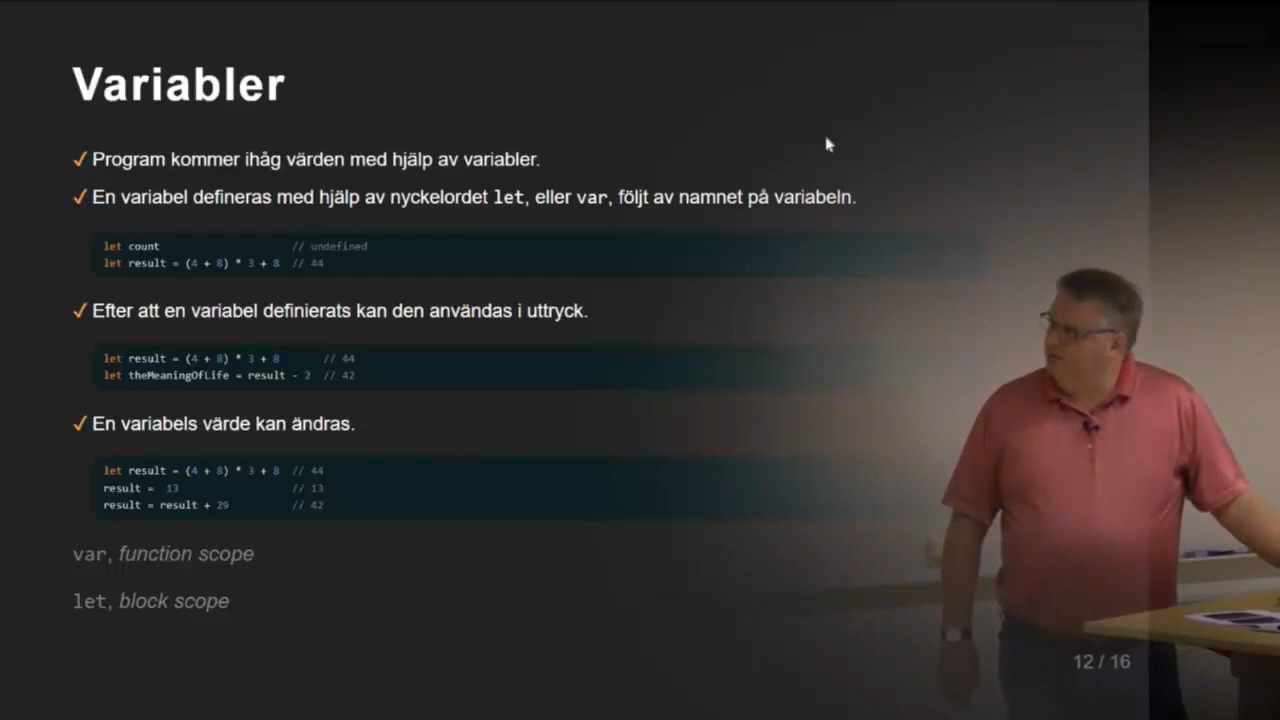 Variabler
✓ Program kommer ihåg värden med hjälp av variabler.
✓ En variabel defineras med hjälp av nyckelordet let, eller var, följt av namnet på variabeln.
let count // undefined
let result = (4 + 8) * 3 + 8 // 44
✓ Efter att en variabel definierats kan den användas i uttryck.
let result = (4 + 8) * 3 + 8 // 44
let theMeaningOfLife = result - 2 // 42
✓ En variabels värde kan ändras.
let result = (4 + 8) * 3 + 8 // 44
result = 13 // 13
result = result + 29 // 42
var, function scope
let, block scope
12 / 16